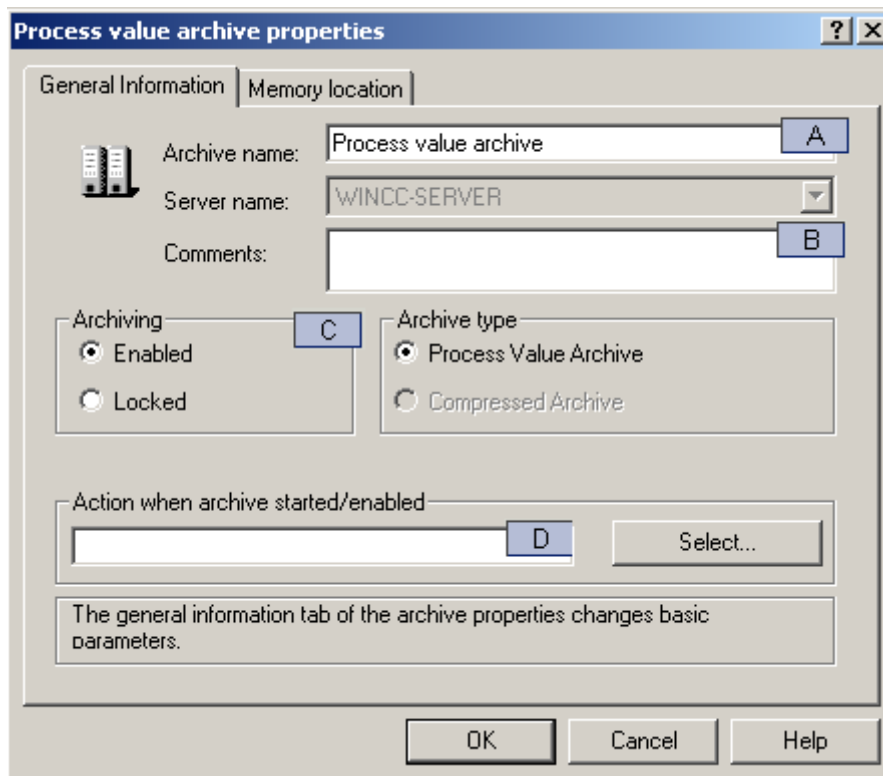 Process value archive properties
General Information
Memory location
Archive name:
Process value archive
A
Server name:
WINCC-SERVER
Comments:
B
Archiving
C
Enabled
Locked
Archive type
Process Value Archive
Compressed Archive
Action when archive started/enabled
D
Select...
The general information tab of the archive properties changes basic
parameters.
OK
Cancel
Help